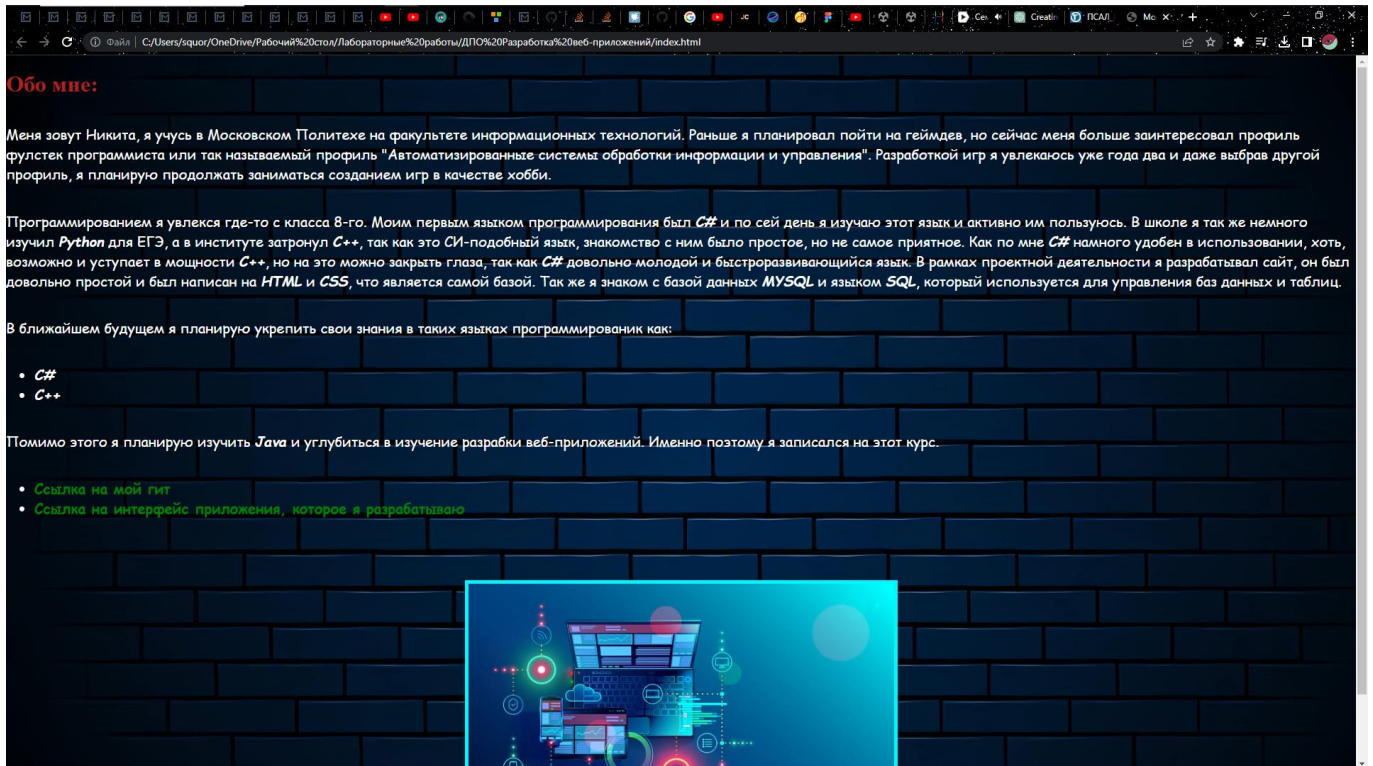 Сег
Creatin
ПСАЛ
Мо
Файл | C:/Users/squor/OneDrive/Рабочий%20стол/Лабораторные%20работы/ДПО%20Разработка%20веб-приложений/index.html
Обо мне:
Меня зовут Никита, я учусь в Московском Политехе на факультете информационных технологий. Раньше я планировал пойти на геймдев, но сейчас меня больше заинтересовал профиль
фулстек программиста или так называемый профиль "Автоматизированные системы обработки информации и управления". Разработкой игр я увлекаюсь уже года два и даже выбрав другой
профиль, я планирую продолжать заниматься созданием игр в качестве хобби.
Программированием я увлекся где-то с класса 8-го. Моим первым языком программирования был C# и по сей день я изучаю этот язык и активно им пользуюсь. В школе я так же немного
изучил Python для ЕГЭ, а в институте затронул C++, так как это СИ-подобный язык, знакомство с ним было простое, но не самое приятное. Как по мне C# намного удобен в использовании, хоть,
возможно и уступает в мощности C++, но на это можно закрыть глаза, так как C# довольно молодой и быстроразвивающийся язык. В рамках проектной деятельности я разрабатывал сайт, он был
довольно простой и был написан на HTML и CSS, что является самой базой. Так же я знаком с базой данных MYSQL и языком SQL, который используется для управления баз данных и таблиц.
В ближайшем будущем я планирую укрепить свои знания в таких языках программированик как:
• C#
• C++
Помимо этого я планирую изучить Java и углубиться в изучение разрабки веб-приложений. Именно поэтому я записался на этот курс.
• Ссылка на мой гит
• Ссылка на интерфейс приложения, которое я разрабатываю